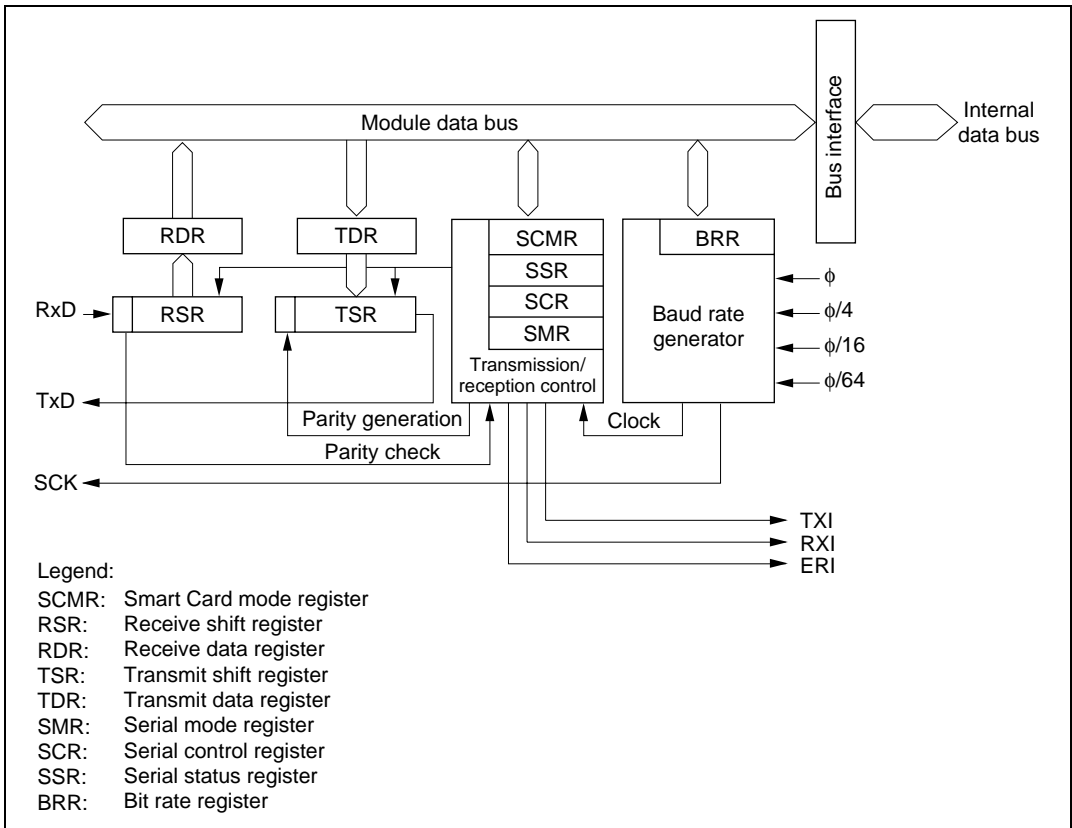 Module data bus
Bus interface
Internal
data bus
RDR
TDR
SCMR
SSR
SCR
SMR
Transmission/
reception control
BRR
Baud rate
generator
φ
φ/4
φ/16
φ/64
RxD
RSR
TSR
TxD
Parity generation
Clock
Parity check
SCK
TXI
RXI
ERI
Legend:
SCMR: Smart Card mode register
RSR: Receive shift register
RDR: Receive data register
TSR: Transmit shift register
TDR: Transmit data register
SMR: Serial mode register
SCR: Serial control register
SSR: Serial status register
BRR: Bit rate register